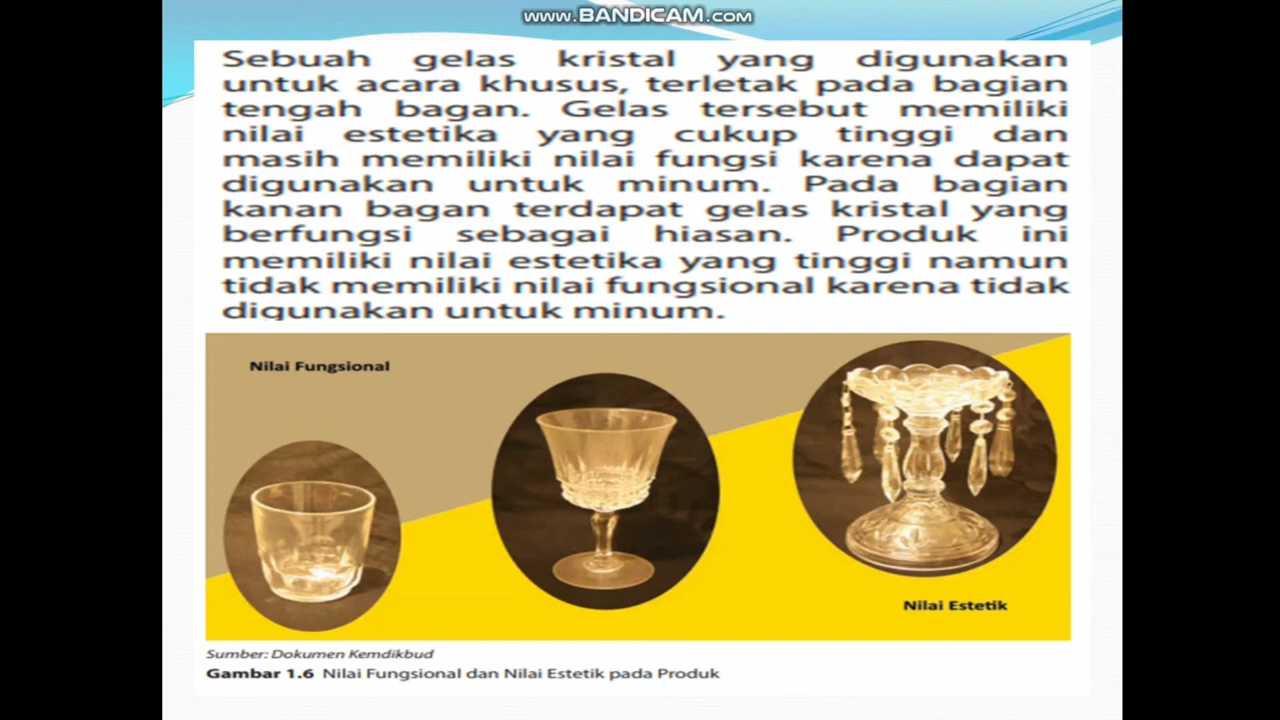 www.BANDICAM.com
Sebuah gelas kristal yang digunakan
untuk acara khusus, terletak pada bagian
tengah bagan. Gelas tersebut memiliki
nilai estetika yang cukup tinggi dan
masih memiliki nilai fungsi karena dapat
digunakan untuk minum. Pada bagian
kanan bagan terdapat gelas kristal yang
berfungsi sebagai hiasan. Produk ini
memiliki nilai estetika yang tinggi namun
tidak memiliki nilai fungsional karena tidak
digunakan untuk minum.
Nilai Fungsional
Nilai Estetik
Sumber: Dokumen Kemdikbud
Gambar 1.6 Nilai Fungsional dan Nilai Estetik pada Produk